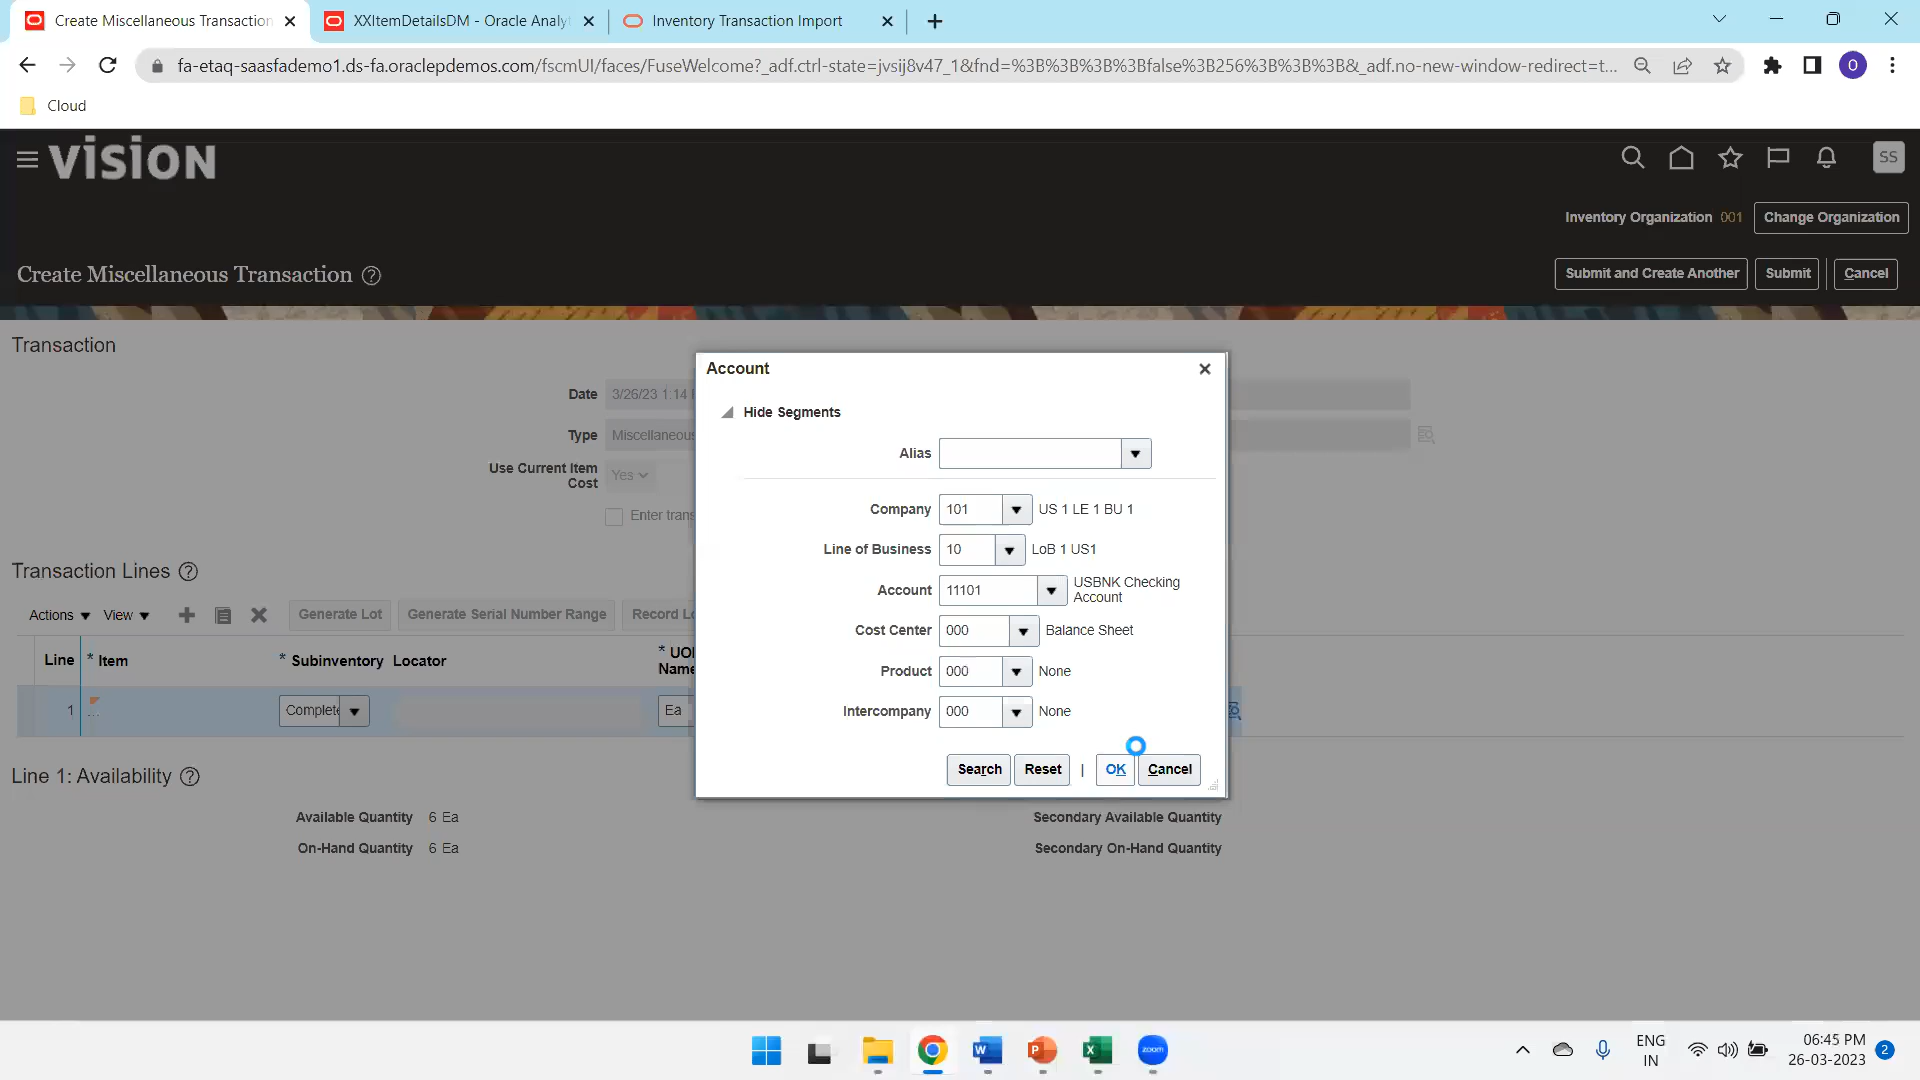 Create Miscellaneous Transaction
XXItemDetailsDM - Oracle Analyt
Inventory Transaction Import
fa-etaq-saasfademo1.ds-fa.oraclepdemos.com/fscmUI/faces/FuseWelcome?_adf.ctrl-state=jvsij8v47_1&fnd=%3B%3B%3B%3Bfalse%3B256%3B%3B%3B&_adf.no-new-window-redirect=t...
O
Cloud
VISION
SS
Inventory Organization 001
Change Organization
Create Miscellaneous Transaction
Submit and Create Another
Submit
Cancel
Transaction
Date
3/26/23 1:14
Type
Miscellaneous
Use Current Item Cost
Yes
Enter trans
Transaction Lines
Actions
View
Generate Lot
Generate Serial Number Range
Record Lo
Line
* Item
* Subinventory
Locator
* UOM Name
1
...
Complete
Ea
Line 1: Availability
Available Quantity 6 Ea
On-Hand Quantity 6 Ea
Secondary Available Quantity
Secondary On-Hand Quantity
Account
Hide Segments
Alias
Company 101 US 1 LE 1 BU 1
Line of Business 10 LoB 1 US1
Account 11101 USBNK Checking Account
Cost Center 000 Balance Sheet
Product 000 None
Intercompany 000 None
Search
Reset
|
OK
Cancel
zoom
ENG
IN
06:45 PM
26-03-2023
2